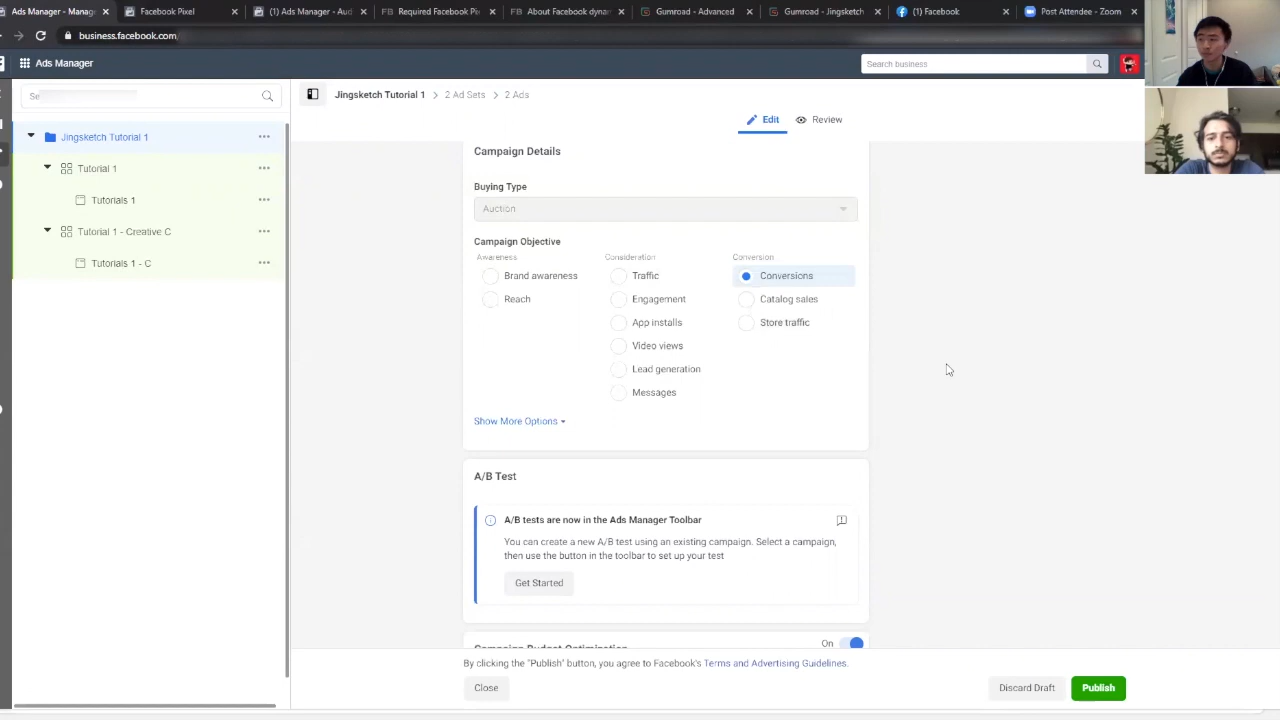 Ads Manager - Manag
Facebook Pixel
(1) Ads Manager - Aud
Required Facebook Pi
About Facebook dyna
Gumroad - Advanced
Gumroad - Jingsketch
(1) Facebook
Post Attendee - Zoom
business.facebook.com
Ads Manager
Search business
Se
Jingsketch Tutorial 1
2 Ad Sets
2 Ads
Edit
Review
Jingsketch Tutorial 1
Tutorial 1
Tutorials 1
Tutorial 1 - Creative C
Tutorials 1 - C
Campaign Details
Buying Type
Auction
Campaign Objective
Awareness
Consideration
Conversion
Brand awareness
Traffic
Conversions
Reach
Engagement
Catalog sales
App installs
Store traffic
Video views
Lead generation
Messages
Show More Options
A/B Test
A/B tests are now in the Ads Manager Toolbar
You can create a new A/B test using an existing campaign. Select a campaign,
then use the button in the toolbar to set up your test
Get Started
Campaign Budget Optimization
On
By clicking the "Publish" button, you agree to Facebook's Terms and Advertising Guidelines.
Close
Discard Draft
Publish